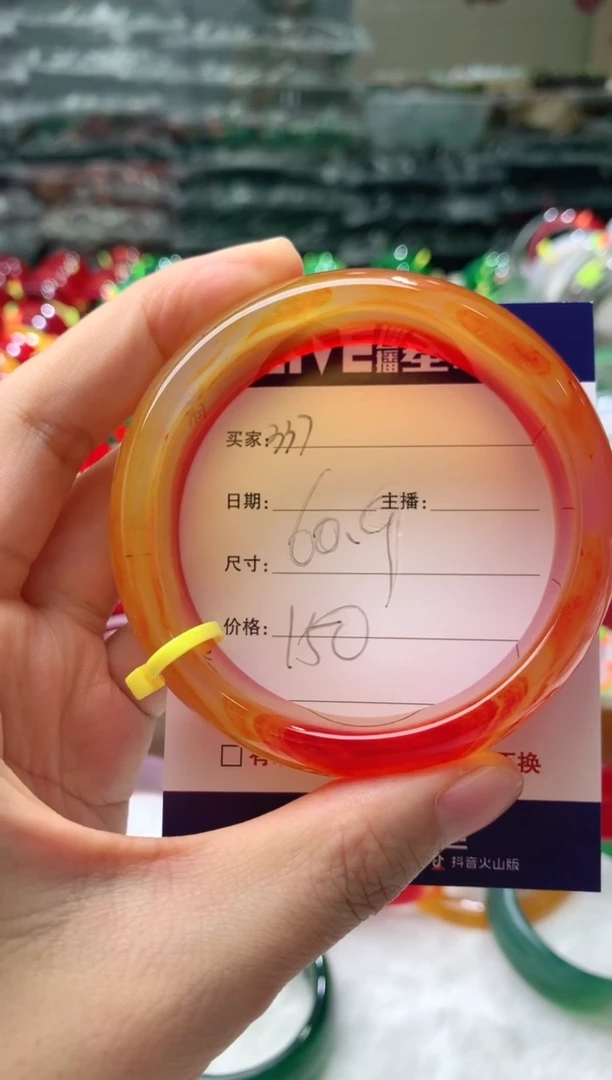 LIVE播星
买家:337
日期: 主播:
尺寸: 60.9
价格: 150
换
抖音火山版